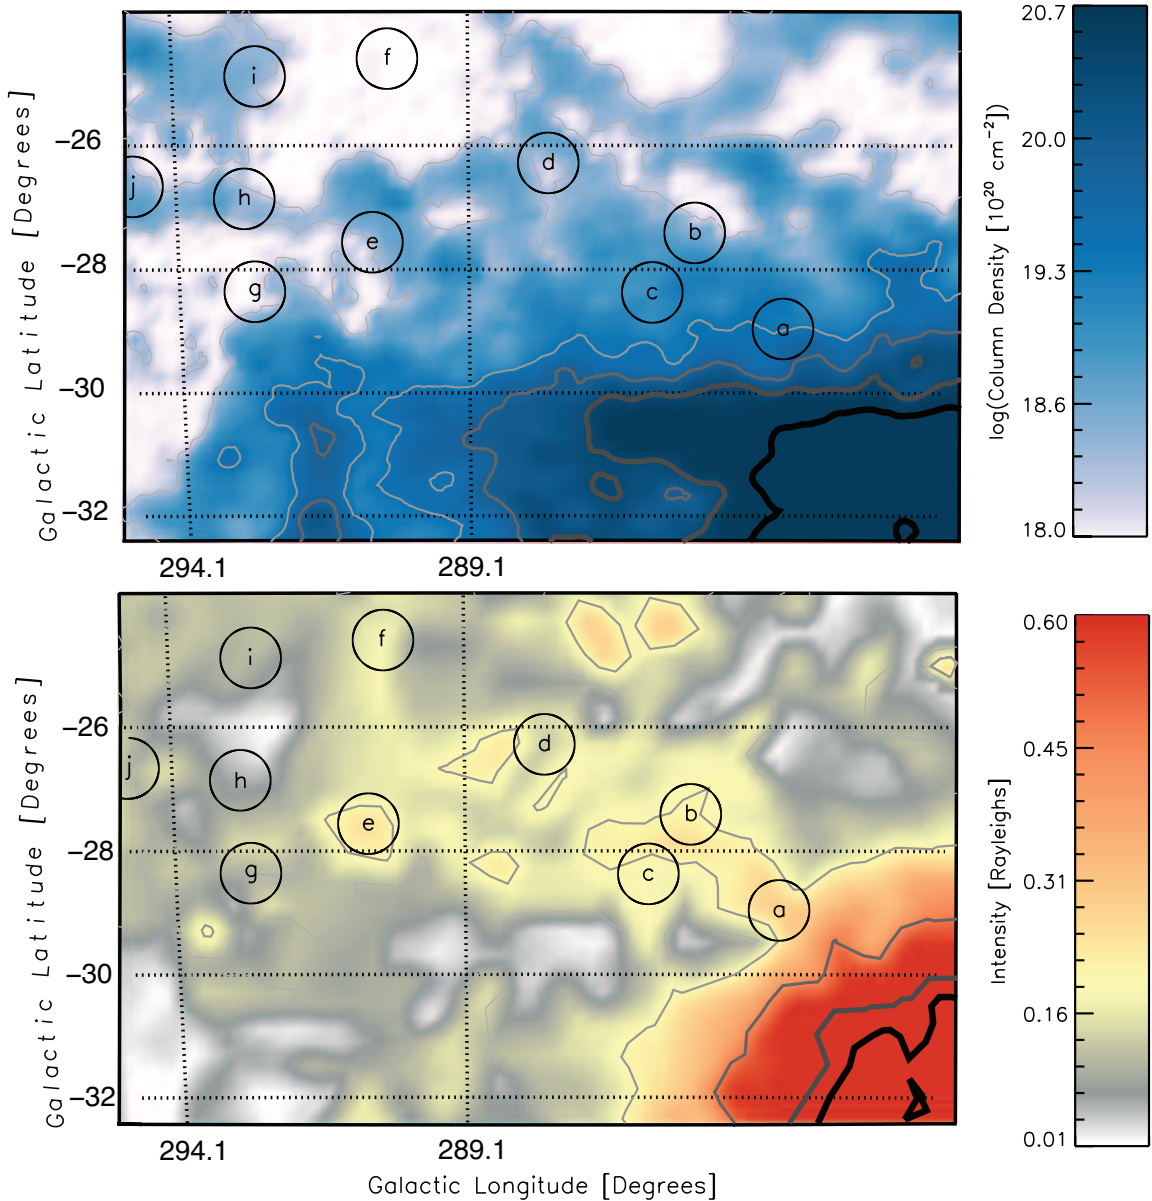 20.7
f
i
−26
20.0
d
j
h
b
e
−28
19.3
g
c
a
−30
18.6
−32
18.0
294.1
289.1
Galactic Latitude [Degrees]
log(Column Density [10²⁰ cm⁻²])
0.60
f
i
−26
d
0.45
j
h
b
e
−28
g
c
0.31
a
−30
0.16
−32
0.01
294.1
289.1
Galactic Latitude [Degrees]
Intensity [Rayleighs]
Galactic Longitude [Degrees]